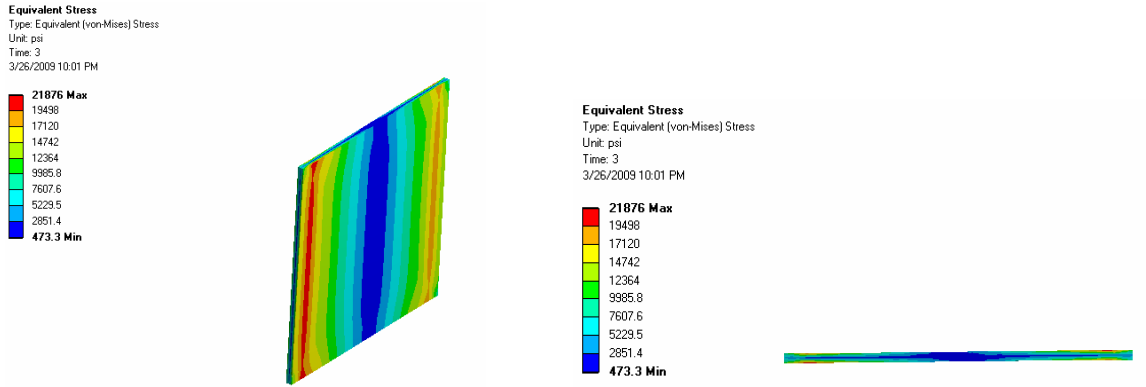 Equivalent Stress
Type: Equivalent (von-Mises) Stress
Unit: psi
Time: 3
3/26/2009 10:01 PM
21876 Max
19498
17120
14742
12364
9985.8
7607.6
5229.5
2851.4
473.3 Min
Equivalent Stress
Type: Equivalent (von-Mises) Stress
Unit: psi
Time: 3
3/26/2009 10:01 PM
21876 Max
19498
17120
14742
12364
9985.8
7607.6
5229.5
2851.4
473.3 Min